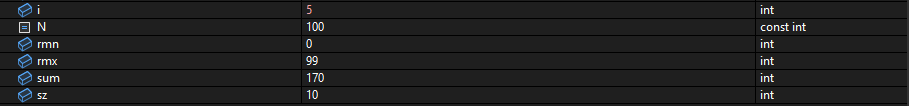 i 5 int
N 100 const int
rmn 0 int
rmx 99 int
sum 170 int
sz 10 int